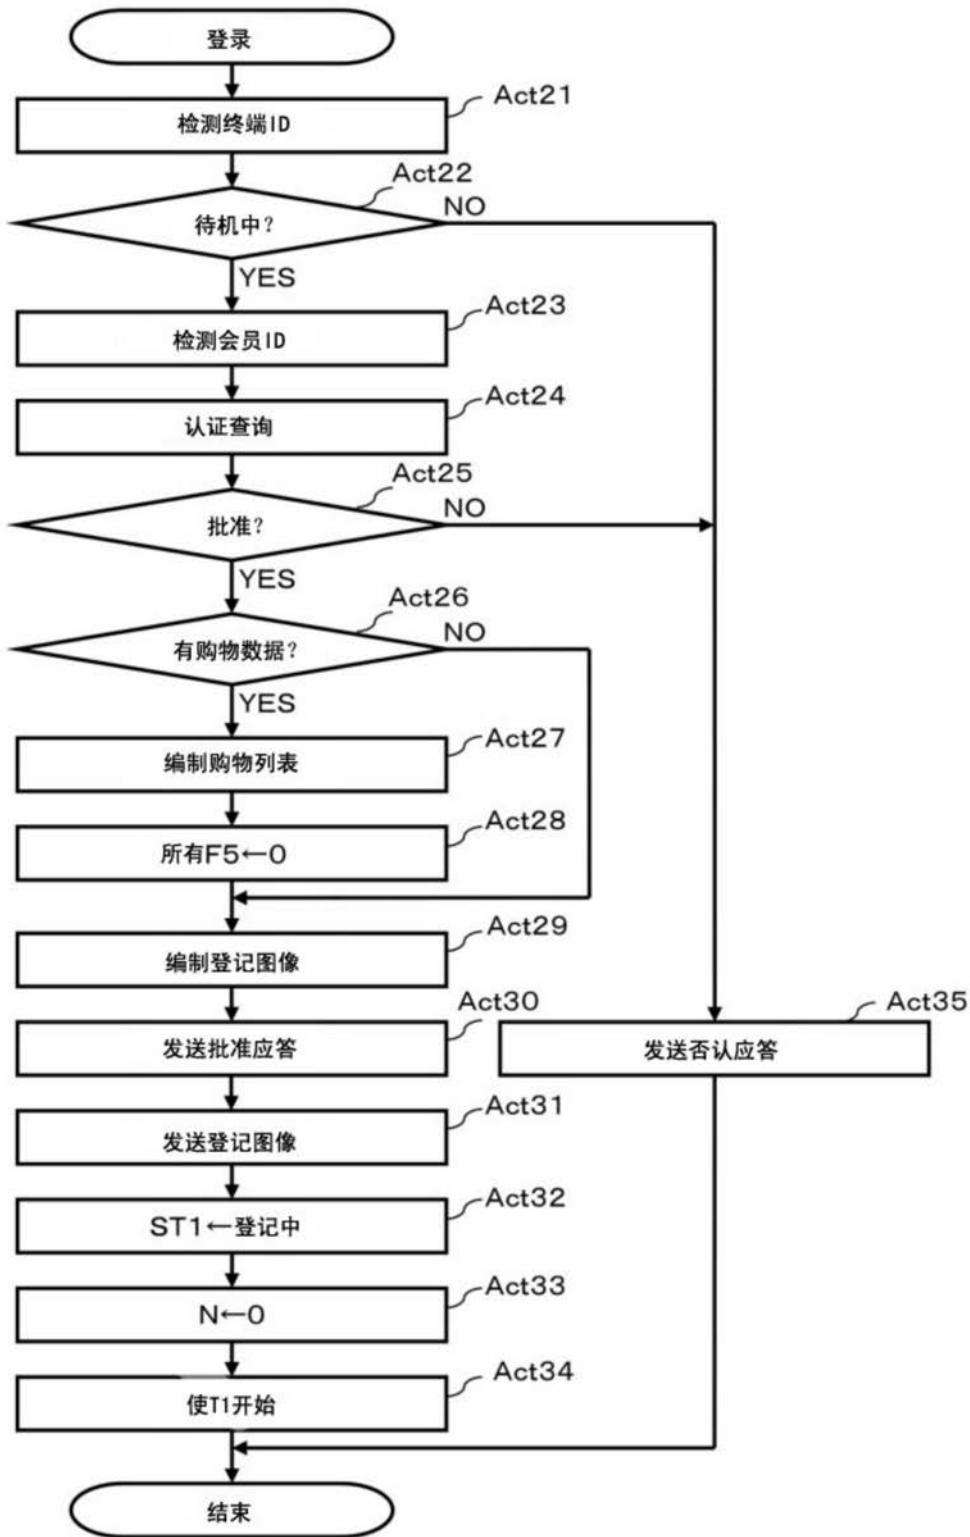 登录
Act21
检测终端ID
Act22
待机中？
NO
YES
Act23
检测会员ID
Act24
认证查询
Act25
批准？
NO
YES
Act26
有购物数据？
NO
YES
Act27
编制购物列表
Act28
所有F5←0
Act29
编制登记图像
Act30
发送批准应答
Act35
发送否认应答
Act31
发送登记图像
Act32
ST1←登记中
Act33
N←0
Act34
使T1开始
结束